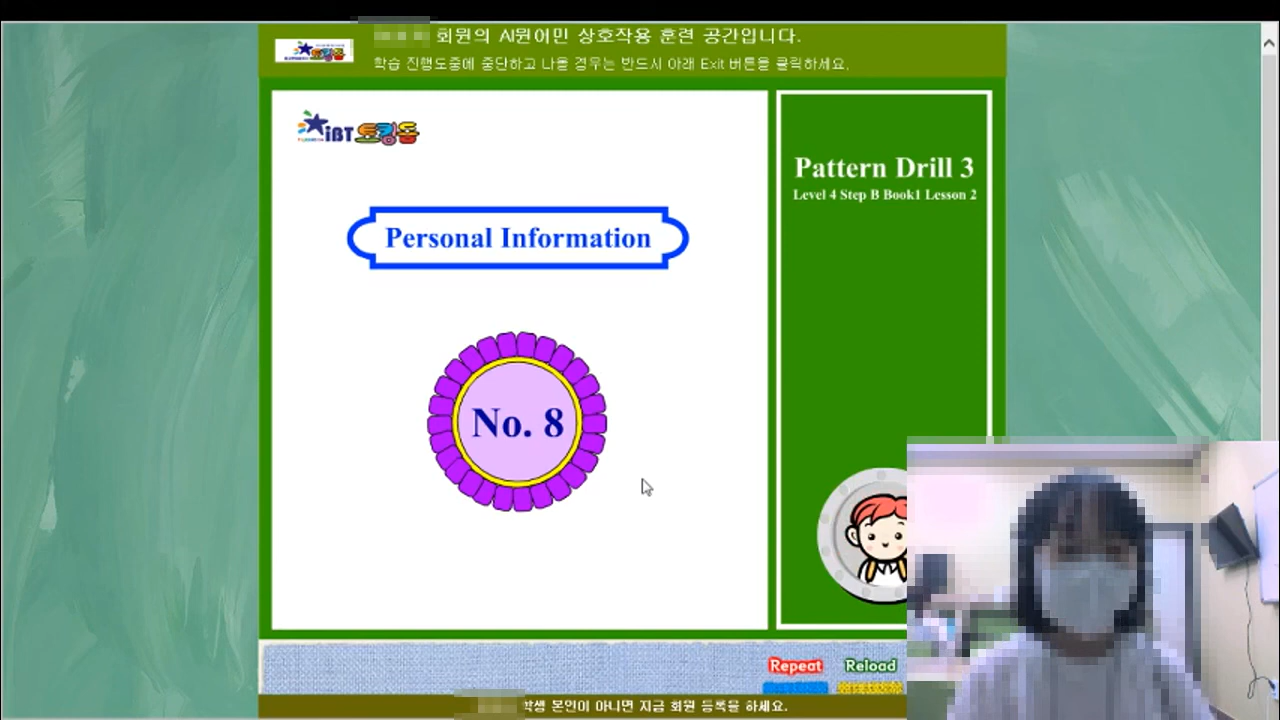 회원의 AI원어민 상호작용 훈련 공간입니다.
학습 진행도중에 중단하고 나올 경우는 반드시 아래 Exit 버튼을 클릭하세요.
iBT 토킹돔
Pattern Drill 3
Level 4 Step B Book1 Lesson 2
Personal Information
No. 8
Repeat
Reload
학생 본인이 아니면 지금 회원 등록을 하세요.